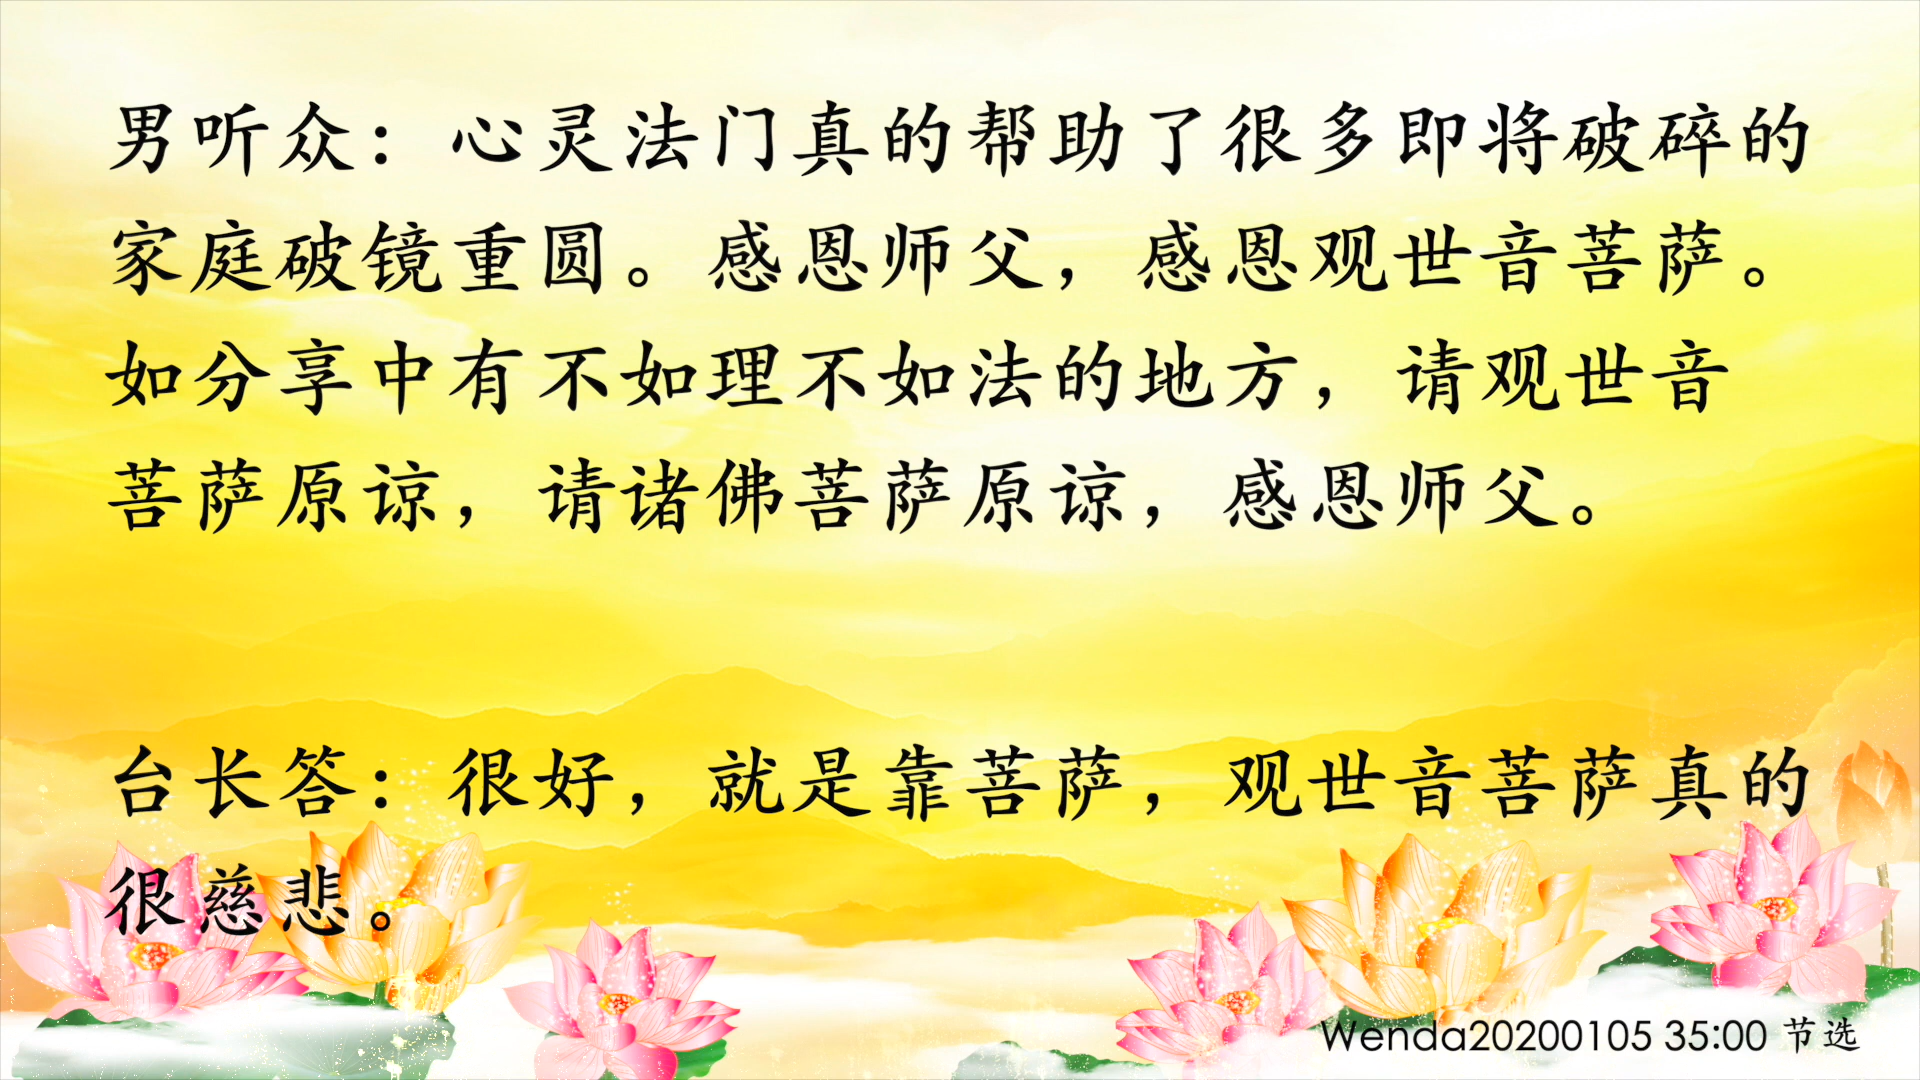 男听众：心灵法门真的帮助了很多即将破碎的
家庭破镜重圆。感恩师父，感恩观世音菩萨。
如分享中有不如理不如法的地方，请观世音
菩萨原谅，请诸佛菩萨原谅，感恩师父。
台长答：很好，就是靠菩萨，观世音菩萨真的
很慈悲。
Wenda20200105 35:00 节选